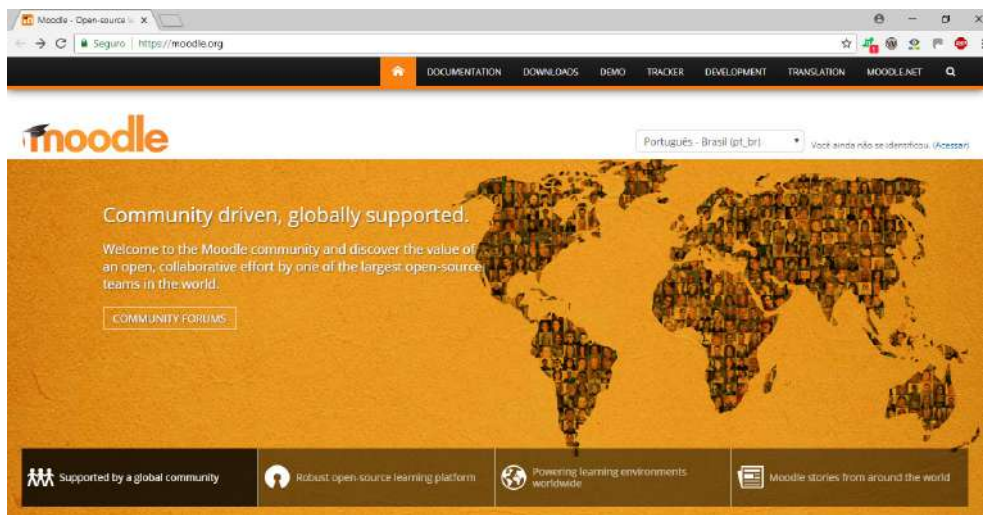 Moodle - Open-source l
Seguro
https://moodle.org
DOCUMENTATION DOWNLOADS DEMO TRACKER DEVELOPMENT TRANSLATION MOODLE.NET
moodle
Português - Brasil (pt_br)
Você ainda não se identificou. (Acessar)
Community driven, globally supported.
Welcome to the Moodle community and discover the value of
an open, collaborative effort by one of the largest open-source
teams in the world.
COMMUNITY FORUMS
Supported by a global community
Robust open-source learning platform
Powering learning environments
worldwide
Moodle stories from around the world